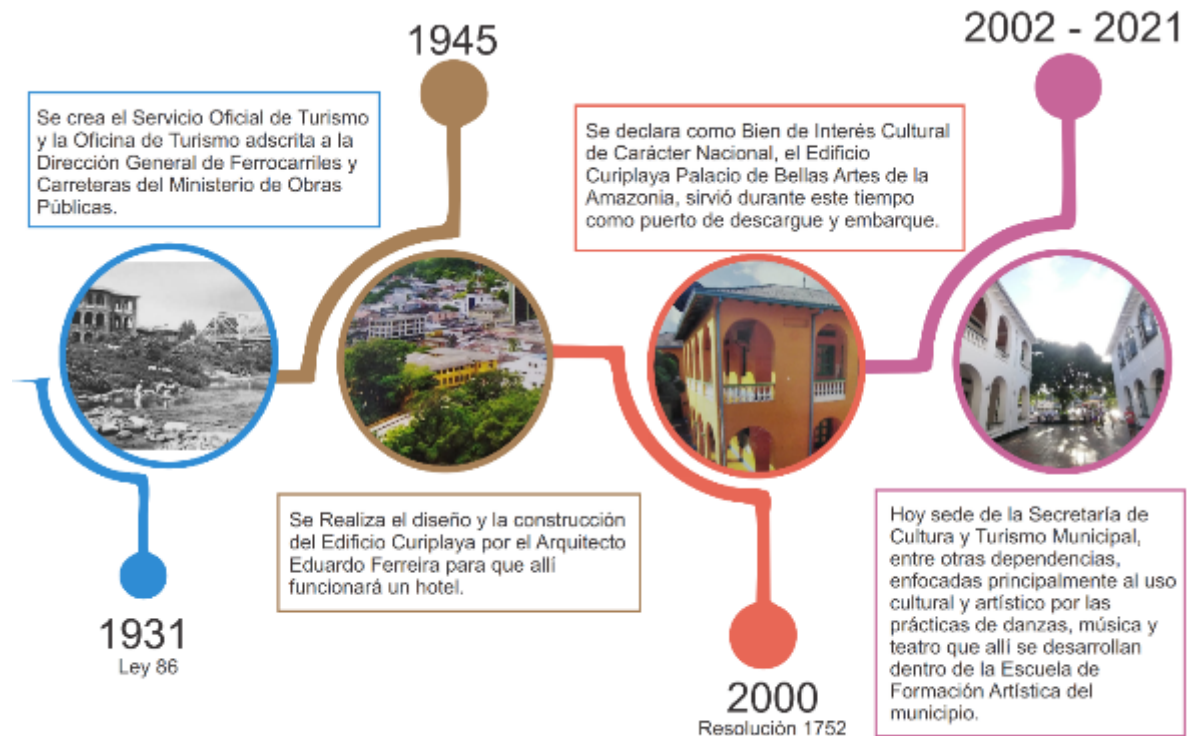 1931
Ley 86
Se crea el Servicio Oficial de Turismo
y la Oficina de Turismo adscrita a la
Dirección General de Ferrocarriles y
Carreteras del Ministerio de Obras
Públicas.
1945
Se Realiza el diseño y la construcción
del Edificio Curiplaya por el Arquitecto
Eduardo Ferreira para que allí
funcionará un hotel.
2000
Resolución 1752
Se declara como Bien de Interés Cultural
de Carácter Nacional, el Edificio
Curiplaya Palacio de Bellas Artes de la
Amazonia, sirvió durante este tiempo
como puerto de descargue y embarque.
2002 - 2021
Hoy sede de la Secretaría de
Cultura y Turismo Municipal,
entre otras dependencias,
enfocadas principalmente al uso
cultural y artístico por las
prácticas de danzas, música y
teatro que allí se desarrollan
dentro de la Escuela de
Formación Artística del
municipio.